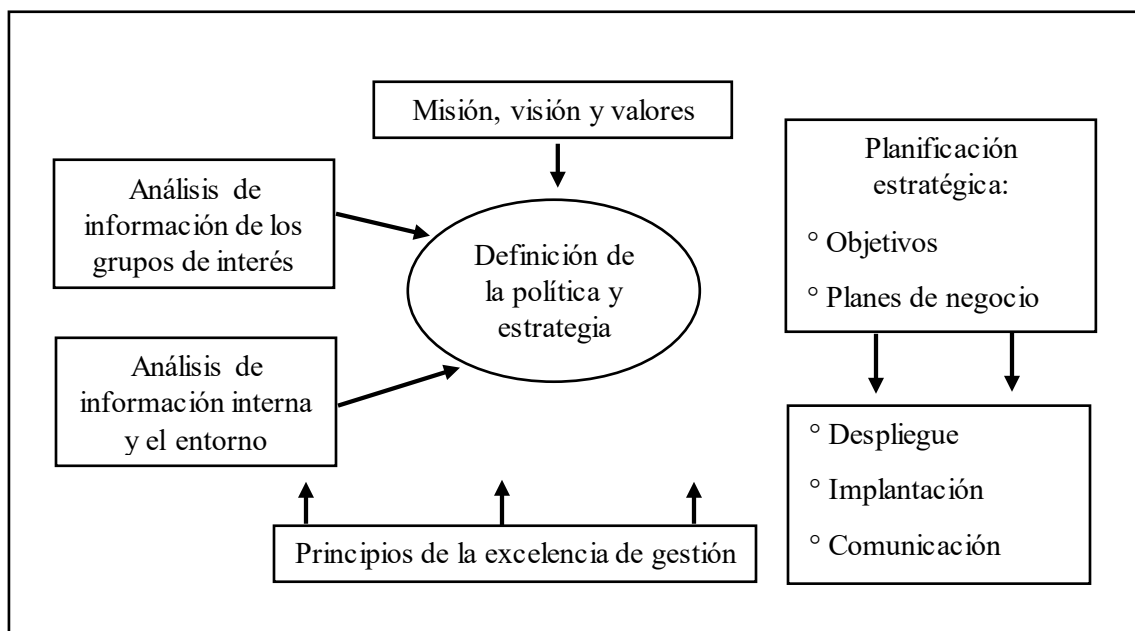 Misión, visión y valores
Análisis de
información de los
grupos de interés
Definición de
la política y
estrategia
Análisis de
información interna
y el entorno
Principios de la excelencia de gestión
Planificación
estratégica:
° Objetivos
° Planes de negocio
° Despliegue
° Implantación
° Comunicación